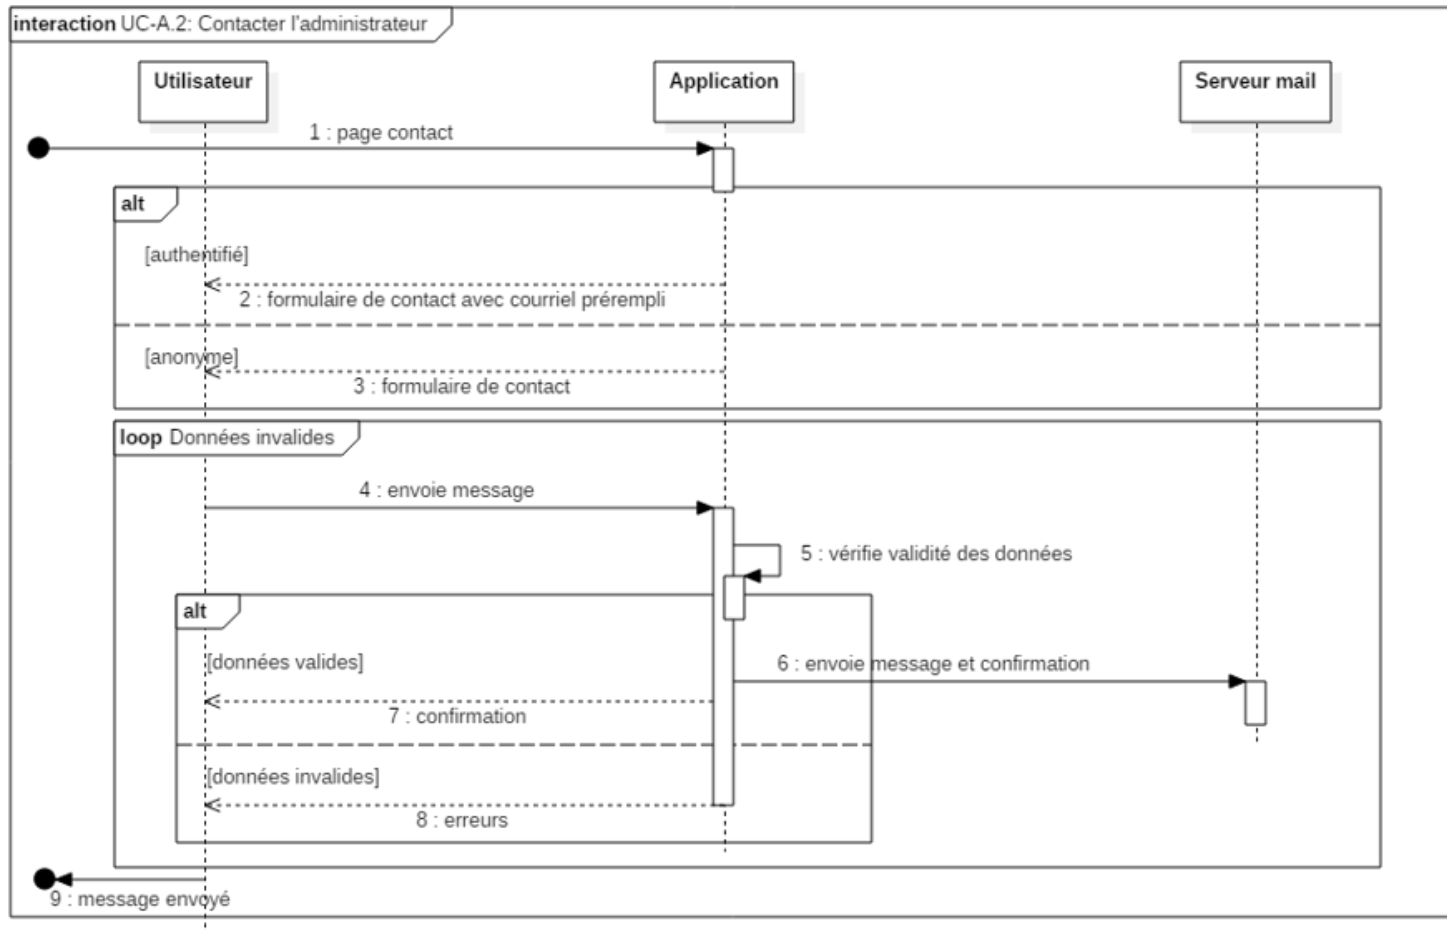 interaction UC-A.2: Contacter l'administrateur
Utilisateur
Application
Serveur mail
1 : page contact
alt
[authentifié]
2 : formulaire de contact avec courriel prérempli
[anonyme]
3 : formulaire de contact
loop Données invalides
4 : envoie message
5 : vérifie validité des données
alt
[données valides]
6 : envoie message et confirmation
7 : confirmation
[données invalides]
8 : erreurs
9 : message envoyé